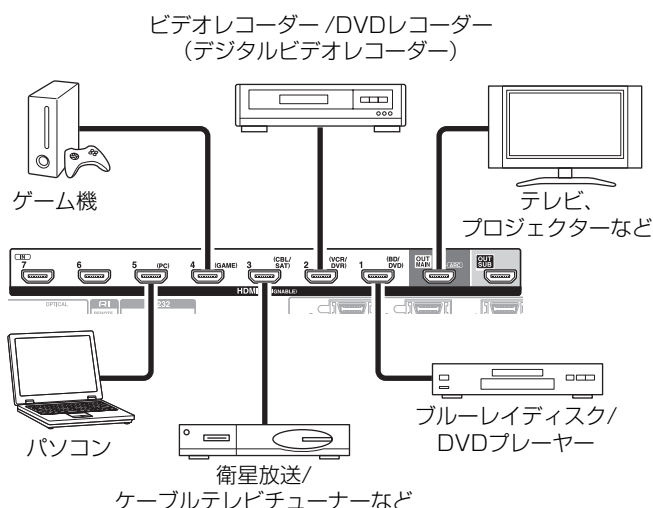 ビデオレコーダー /DVDレコーダー
（デジタルビデオレコーダー）
ゲーム機
テレビ、
プロジェクターなど
IN
7
6
5 (PC)
4 (GAME)
3 (CBL/
SAT)
2 (VCR/
DVR)
1 (BD/
DVD)
OUT
MAIN
ARC
OUT
SUB
HDMI
OPTICAL
RI
REMOTE
232
パソコン
ブルーレイディスク/
DVDプレーヤー
衛星放送/
ケーブルテレビチューナーなど